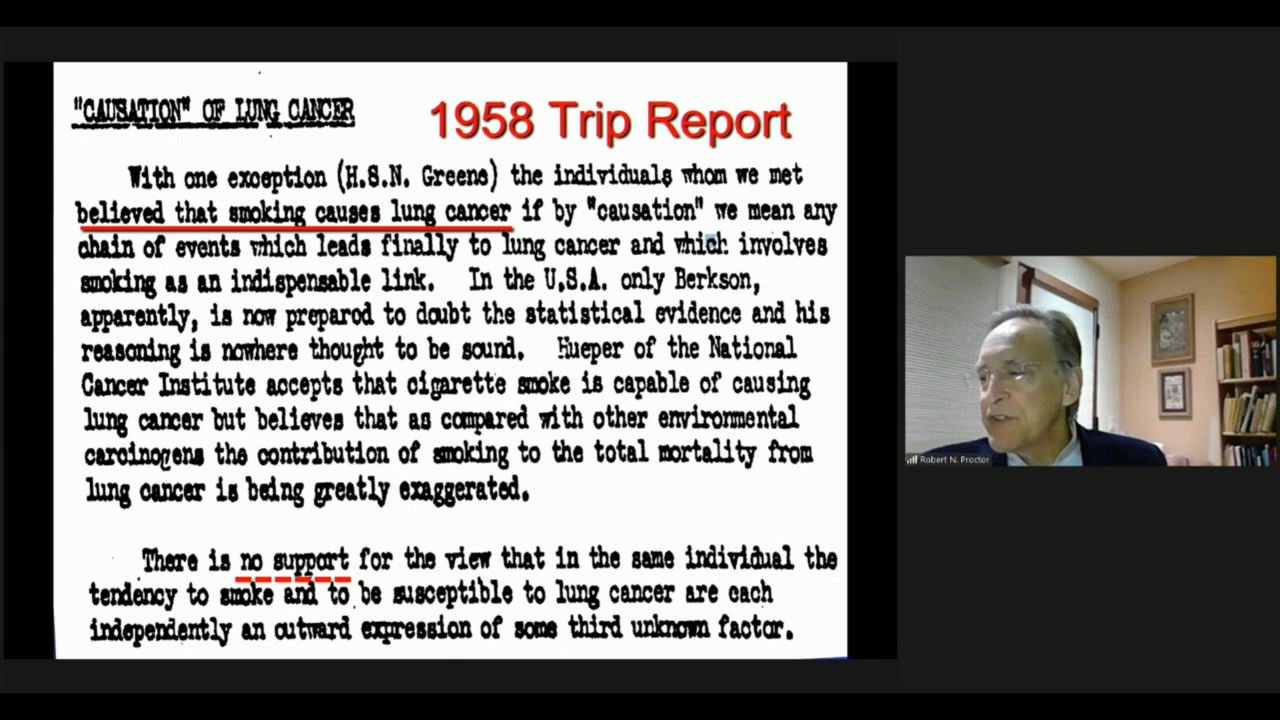 "CAUSATION" OF LUNG CANCER
1958 Trip Report
With one exception (H.S.N. Greene) the individuals whom we met
believed that smoking causes lung cancer if by "causation" we mean any
chain of events which leads finally to lung cancer and which involves
smoking as an indispensable link. In the U.S.A. only Berkson,
apparently, is now prepared to doubt the statistical evidence and his
reasoning is nowhere thought to be sound. Hueper of the National
Cancer Institute accepts that cigarette smoke is capable of causing
lung cancer but believes that as compared with other environmental
carcinogens the contribution of smoking to the total mortality from
lung cancer is being greatly exaggerated.
There is no support for the view that in the same individual the
tendency to smoke and to be susceptible to lung cancer are each
independently an outward expression of some third unknown factor.
Robert N. Proctor